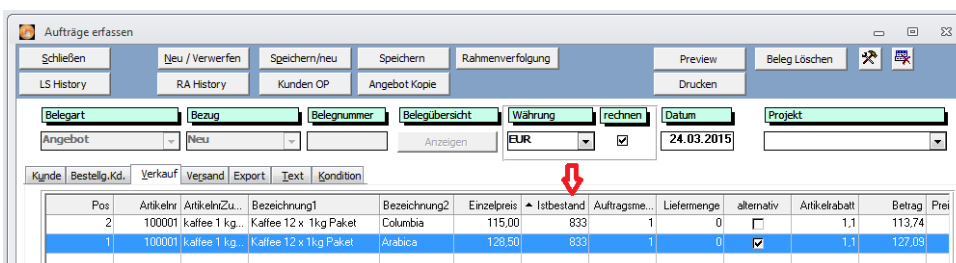 Aufträge erfassen
Schließen Neu / Verwerfen Speichern/neu Speichern Rahmenverfolgung Preview Beleg Löschen
LS History RA History Kunden OP Angebot Kopie Drucken
Belegart Bezug Belegnummer Belegübersicht Währung rechnen Datum Projekt
Angebot Neu Anzeigen EUR 24.03.2015
Kunde Bestellg.Kd. Verkauf Versand Export Text Kondition
Pos Artikelnr ArtikelnrZu... Bezeichnung1 Bezeichnung2 Einzelpreis Istbestand Auftragsme... Liefermenge alternativ Artikelrabatt Betrag Prei
2 100001 kaffee 1 kg... Kaffee 12 x 1kg Paket Columbia 115,00 833 1 0 1,1 113,74
1 100001 kaffee 1 kg... Kaffee 12 x 1kg Paket Arabica 128,50 833 1 0 1,1 127,09